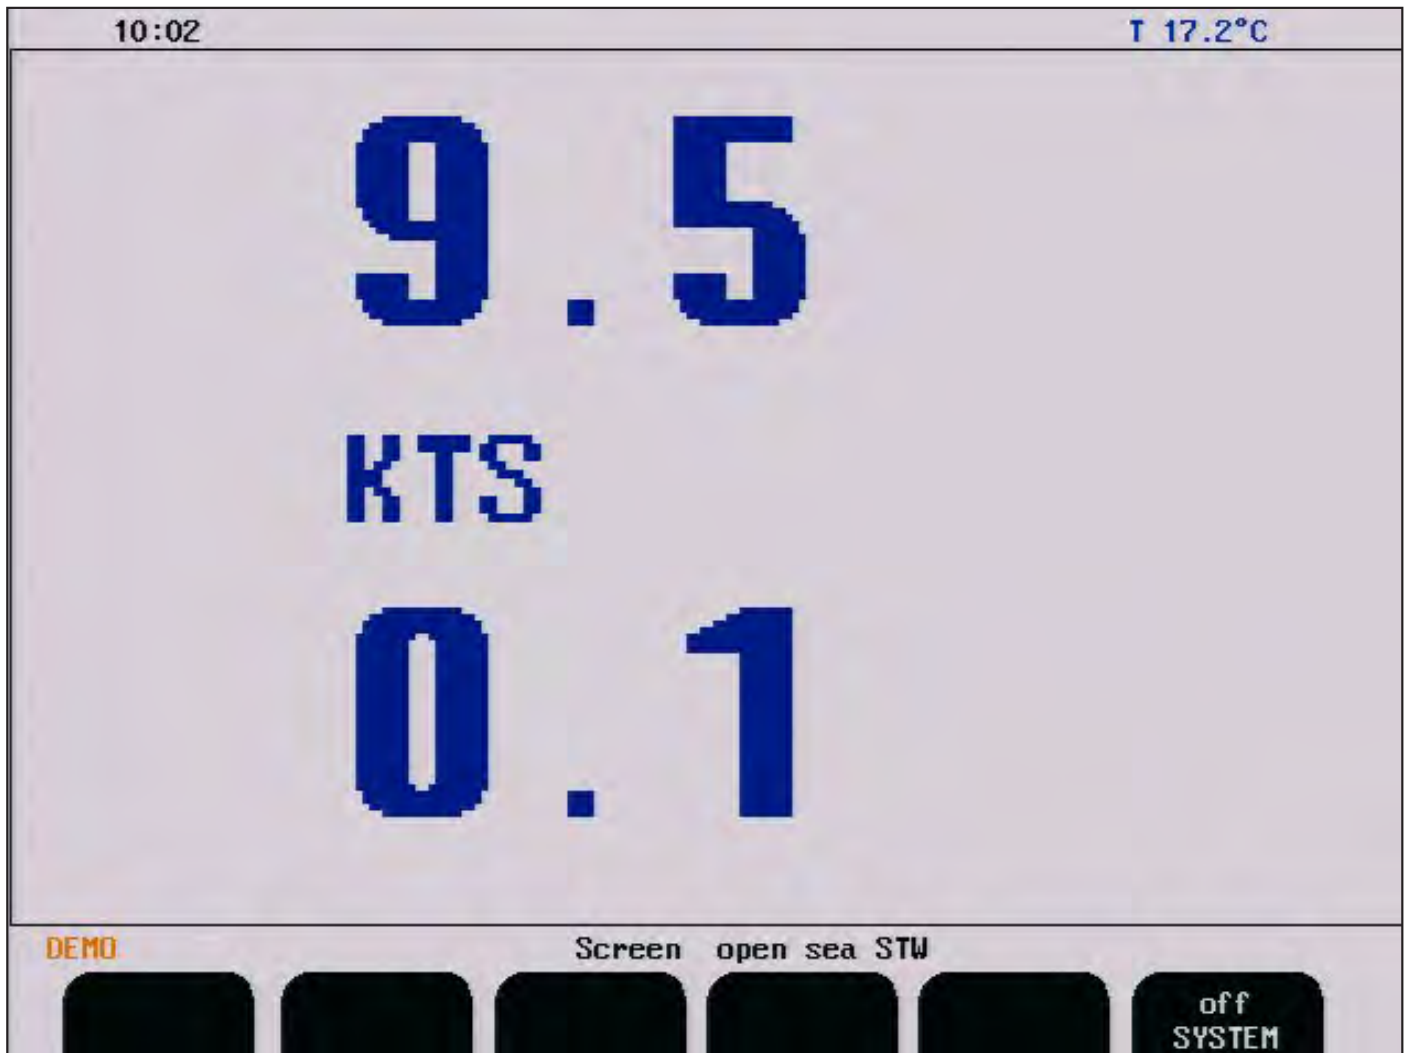 10:02 T 17.2°C
9.5
KTS
0.1
DEMO Screen open sea STW
off
SYSTEM